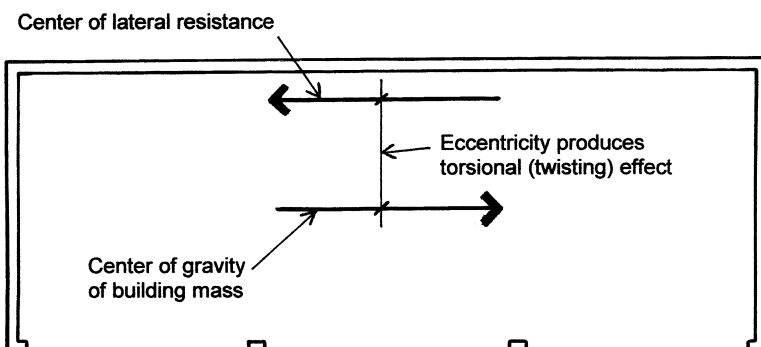 Center of lateral resistance
Eccentricity produces
torsional (twisting) effect
Center of gravity
of building mass